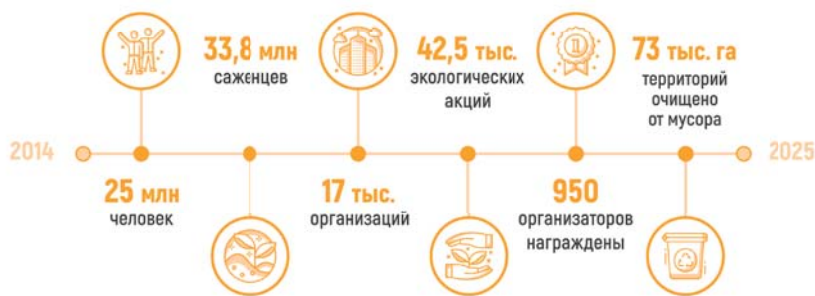 33,8 млн
саженцев
42,5 тыс.
экологических
акций
1
73 тыс. га
территорий
очищено
от мусора
2014
2025
25 млн
человек
17 тыс.
организаций
950
организаторов
награждены